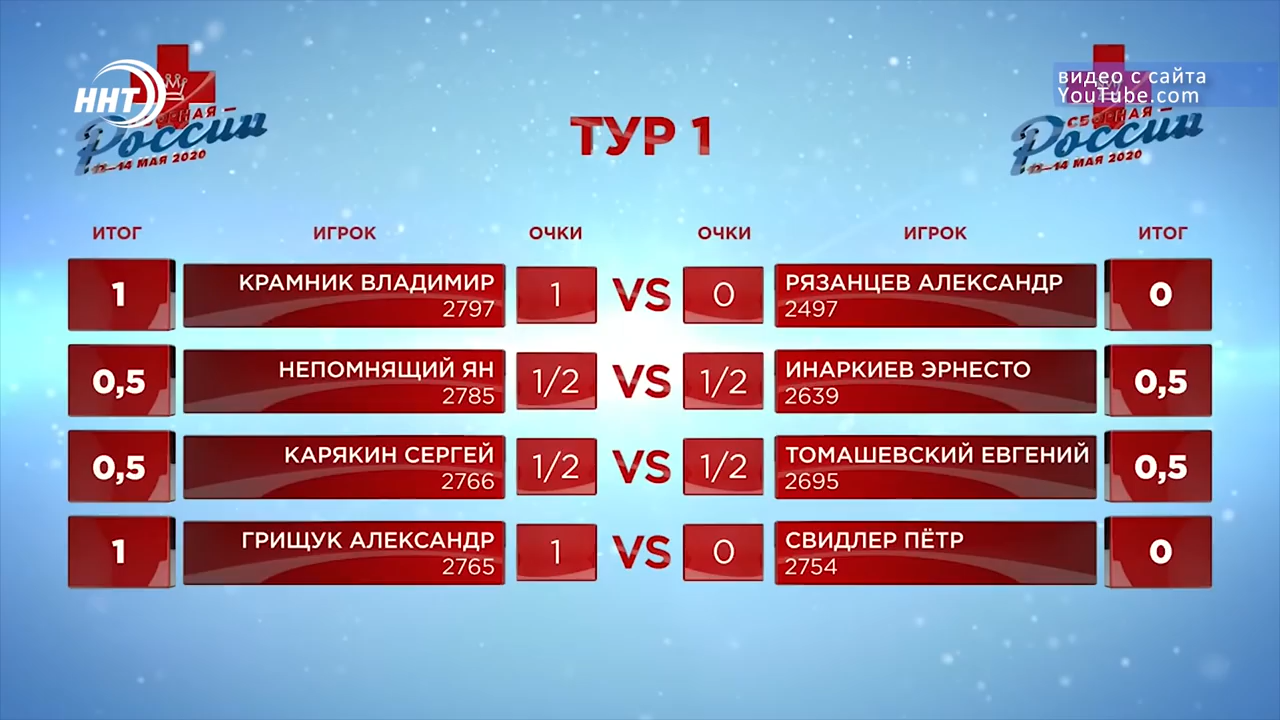 ННТ
СБОРНАЯ –
России
–14 МАЯ 2020
ТУР 1
видео с сайта
YouTube.com
СБОРНАЯ –
России
–14 МАЯ 2020
ИТОГ ИГРОК ОЧКИ ОЧКИ ИГРОК ИТОГ
1 КРАМНИК ВЛАДИМИР 2797 1 VS 0 РЯЗАНЦЕВ АЛЕКСАНДР 2497 0
0,5 НЕПОМНЯЩИЙ ЯН 2785 1/2 VS 1/2 ИНАРКИЕВ ЭРНЕСТО 2639 0,5
0,5 КАРЯКИН СЕРГЕЙ 2766 1/2 VS 1/2 ТОМАШЕВСКИЙ ЕВГЕНИЙ 2695 0,5
1 ГРИЩУК АЛЕКСАНДР 2765 1 VS 0 СВИДЛЕР ПЁТР 2754 0